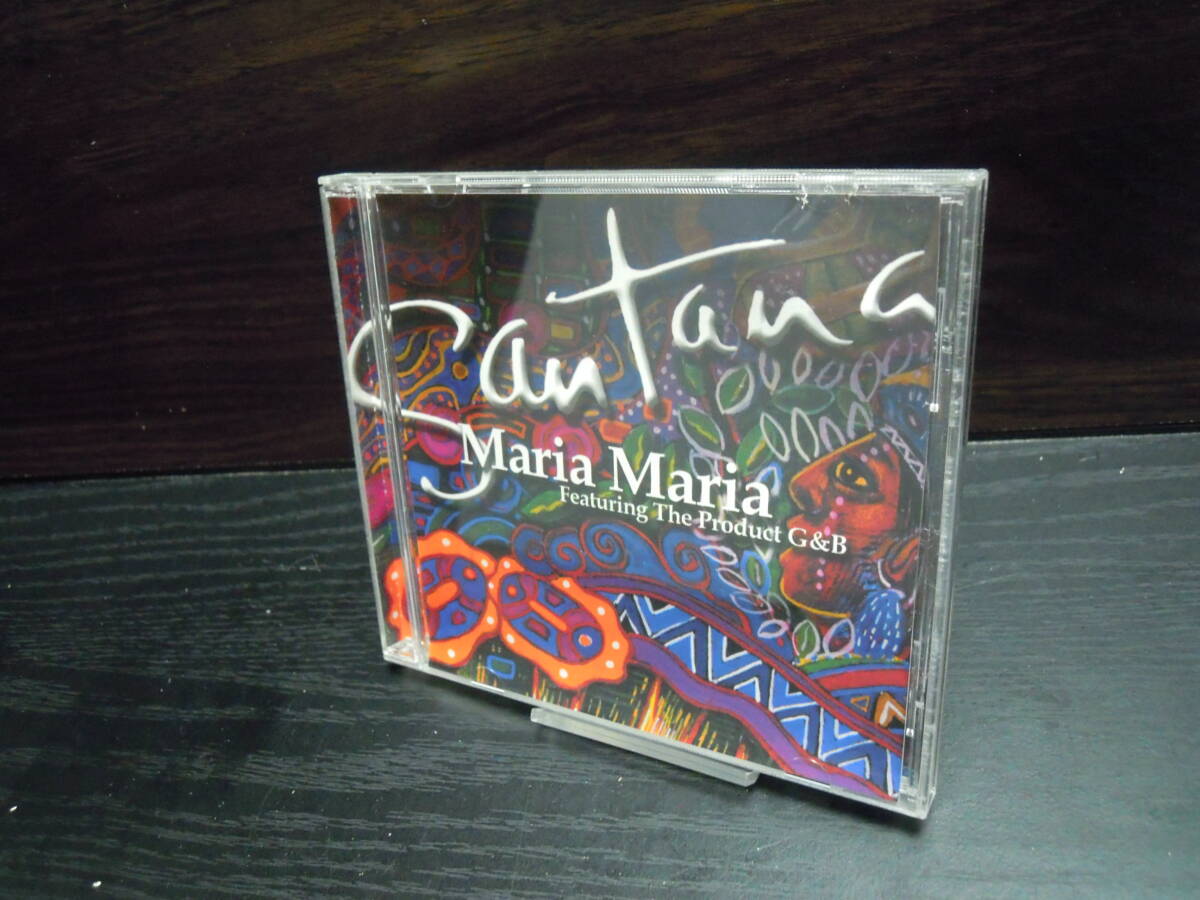 Santana
Maria Maria
Featuring The Product G&B